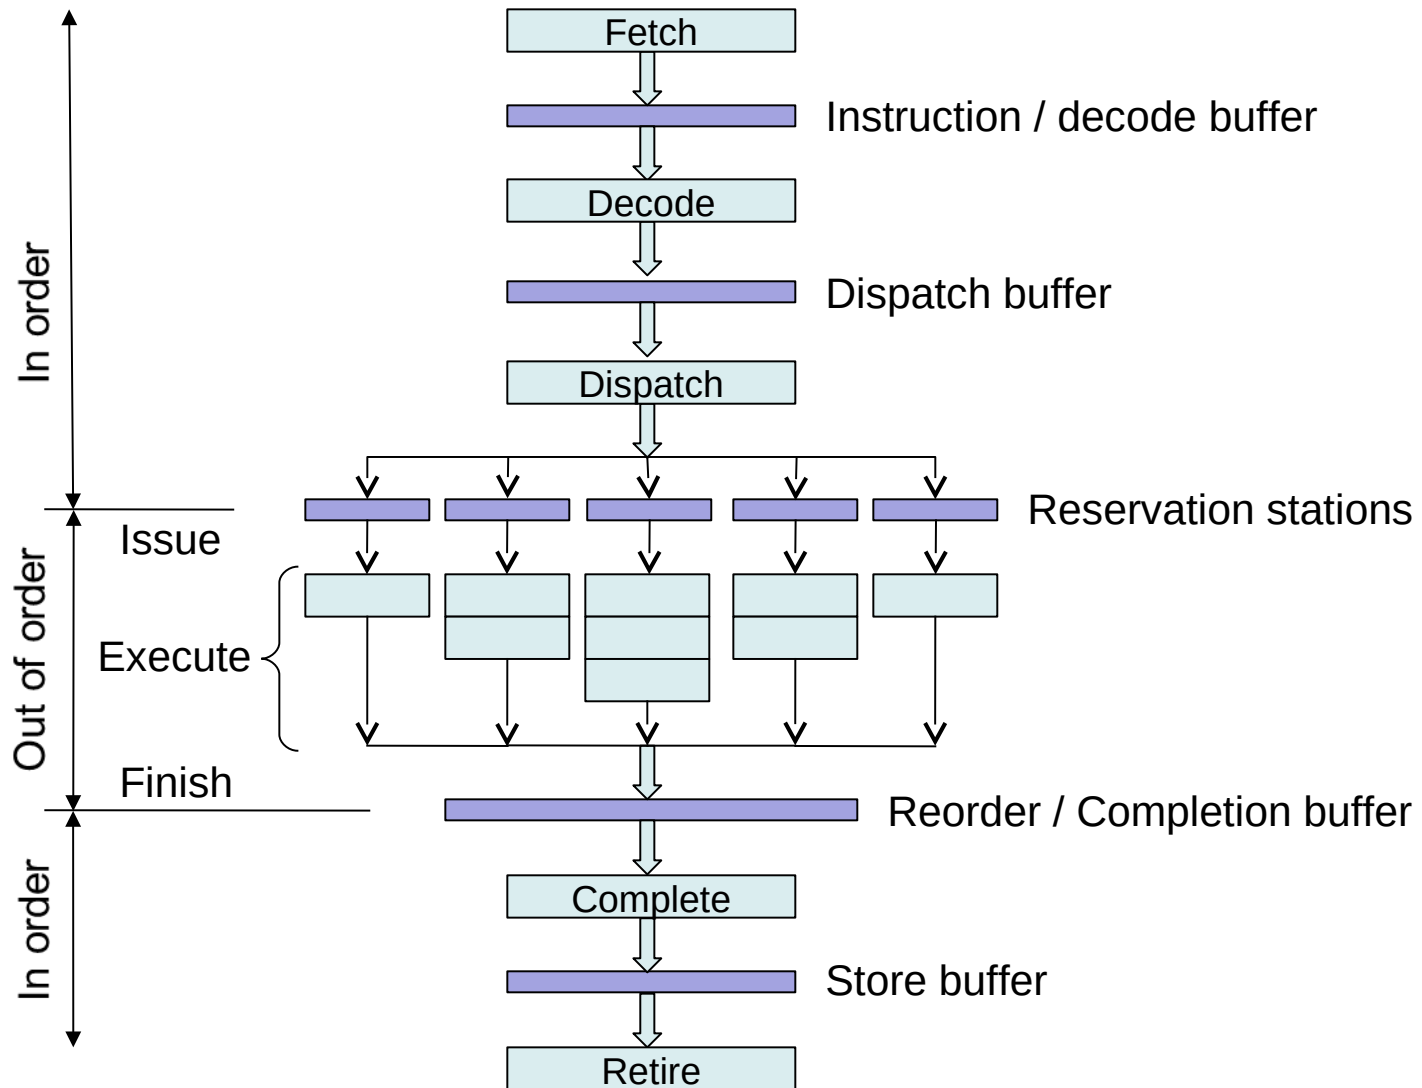 Fetch
Instruction / decode buffer
Decode
In order
Dispatch buffer
Dispatch
Reservation stations
Issue
Out of order
Execute
Finish
Reorder / Completion buffer
Complete
In order
Store buffer
Retire